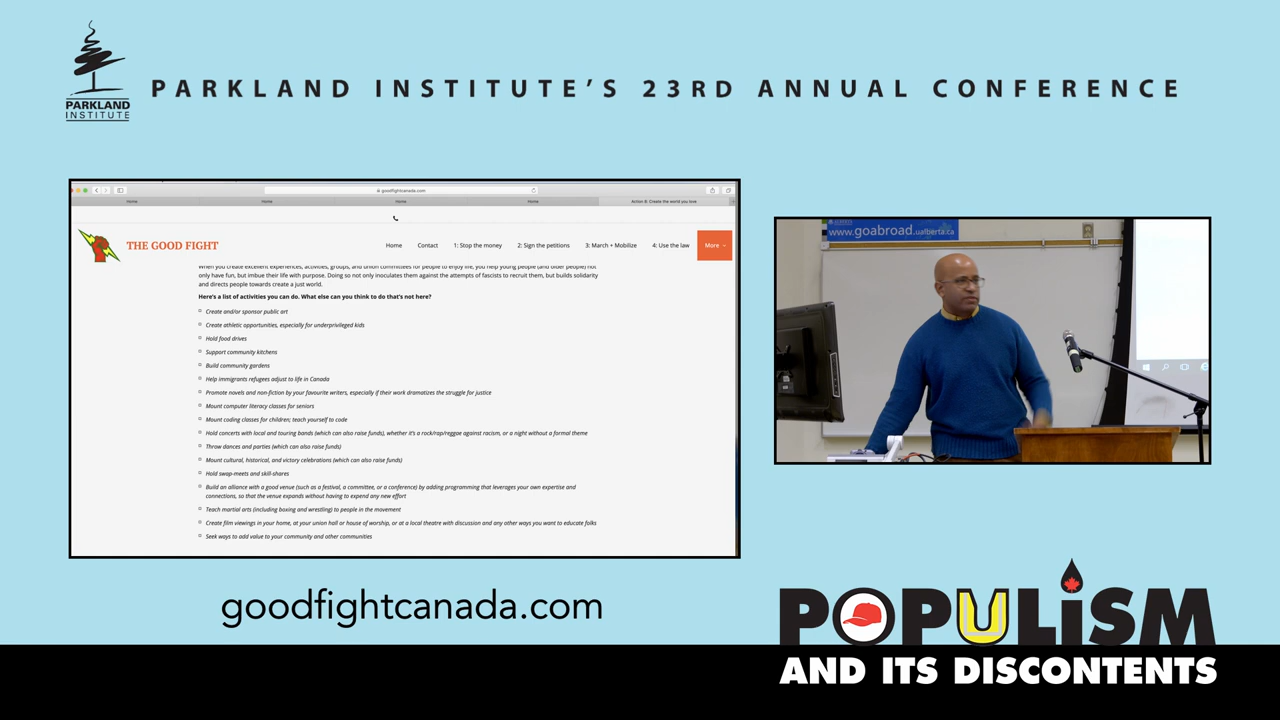 PARKLAND INSTITUTE'S 23RD ANNUAL CONFERENCE
PARKLAND
INSTITUTE
goodfightcanada.com
Home
Home
Home
Home
Action 8: Create the world you love
THE GOOD FIGHT
Home
Contact
1: Stop the money
2: Sign the petitions
3: March + Mobilize
4: Use the law
More
When you create excellent experiences, activities, groups, and union committees for people to enjoy life, you help young people (and older people) not
only have fun, but imbue their life with purpose. Doing so not only inoculates them against the attempts of fascists to recruit them, but builds solidarity
and directs people towards create a just world.
Here's a list of activities you can do. What else can you think to do that's not here?
Create and/or sponsor public art
Create athletic opportunities, especially for underprivileged kids
Hold food drives
Support community kitchens
Build community gardens
Help immigrants refugees adjust to life in Canada
Promote novels and non-fiction by your favourite writers, especially if their work dramatizes the struggle for justice
Mount computer literacy classes for seniors
Mount coding classes for children; teach yourself to code
Hold concerts with local and touring bands (which can also raise funds), whether it's a rock/rap/reggae against racism, or a night without a formal theme
Throw dances and parties (which can also raise funds)
Mount cultural, historical, and victory celebrations (which can also raise funds)
Hold swap-meets and skill-shares
Build an alliance with a good venue (such as a festival, a committee, or a conference) by adding programming that leverages your own expertise and
connections, so that the venue expands without having to expend any new effort
Teach martial arts (including boxing and wrestling) to people in the movement
Create film viewings in your home, at your union hall or house of worship, or at a local theatre with discussion and any other ways you want to educate folks
Seek ways to add value to your community and other communities
www.goabroad.ualberta.ca
goodfightcanada.com
POPULiSM
AND ITS DISCONTENTS